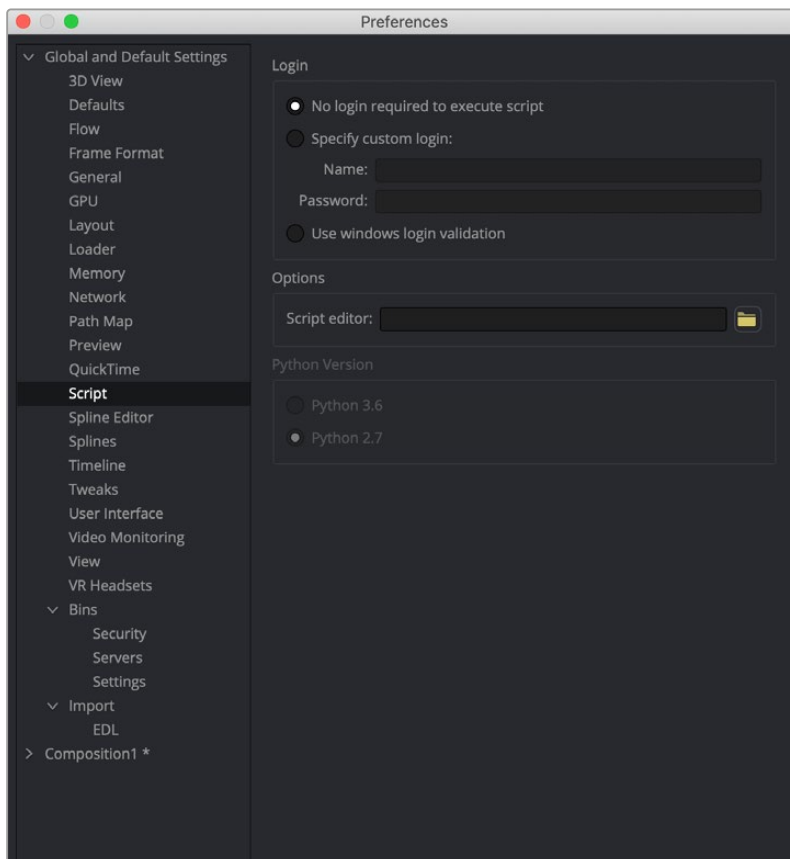 Preferences
Global and Default Settings
3D View
Defaults
Flow
Frame Format
General
GPU
Layout
Loader
Memory
Network
Path Map
Preview
QuickTime
Script
Spline Editor
Splines
Timeline
Tweaks
User Interface
Video Monitoring
View
VR Headsets
Bins
Security
Servers
Settings
Import
EDL
Composition1 *
Login
No login required to execute script
Specify custom login:
Name:
Password:
Use windows login validation
Options
Script editor:
Python Version
Python 3.6
Python 2.7